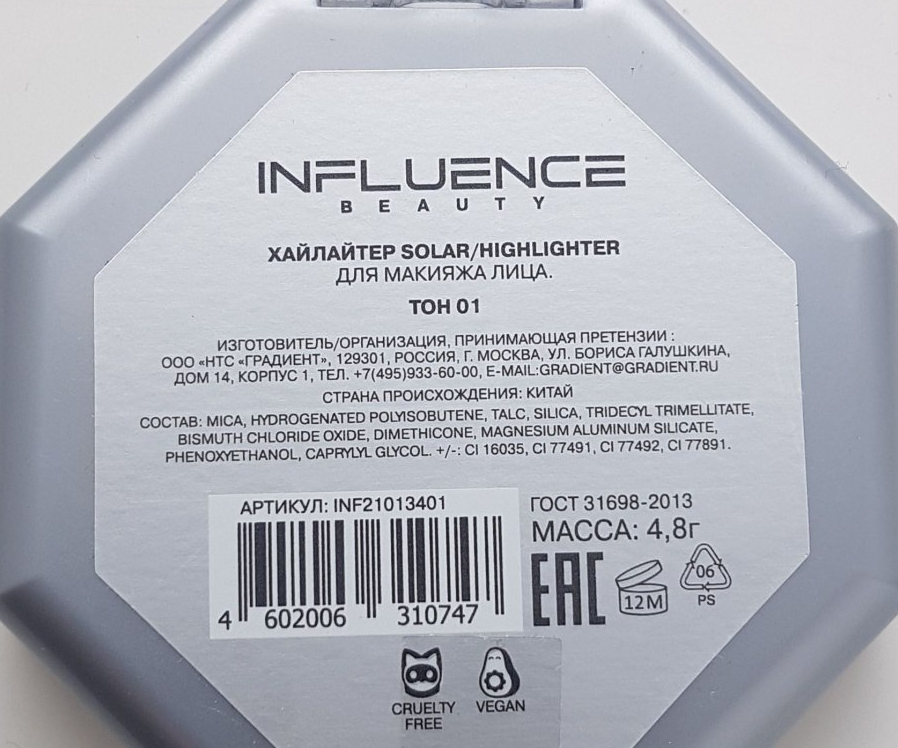 INFLUENCE
BEAUTY
ХАЙЛАЙТЕР SOLAR/HIGHLIGHTER
ДЛЯ МАКИЯЖА ЛИЦА.
ТОН 01
ИЗГОТОВИТЕЛЬ/ОРГАНИЗАЦИЯ, ПРИНИМАЮЩАЯ ПРЕТЕНЗИИ :
ООО «НТС «ГРАДИЕНТ», 129301, РОССИЯ, Г. МОСКВА, УЛ. БОРИСА ГАЛУШКИНА,
ДОМ 14, КОРПУС 1, ТЕЛ. +7(495)933-60-00, E-MAIL:GRADIENT@GRADIENT.RU
СТРАНА ПРОИСХОЖДЕНИЯ: КИТАЙ
СОСТАВ: MICA, HYDROGENATED POLYISOBUTENE, TALC, SILICA, TRIDECYL TRIMELLITATE,
BISMUTH CHLORIDE OXIDE, DIMETHICONE, MAGNESIUM ALUMINUM SILICATE,
PHENOXYETHANOL, CAPRYLYL GLYCOL. +/-: CI 16035, CI 77491, CI 77492, CI 77891.
АРТИКУЛ: INF21013401
4 602006 310747
ГОСТ 31698-2013
МАССА: 4,8г
EAC
12M
06
PS
CRUELTY
FREE
VEGAN